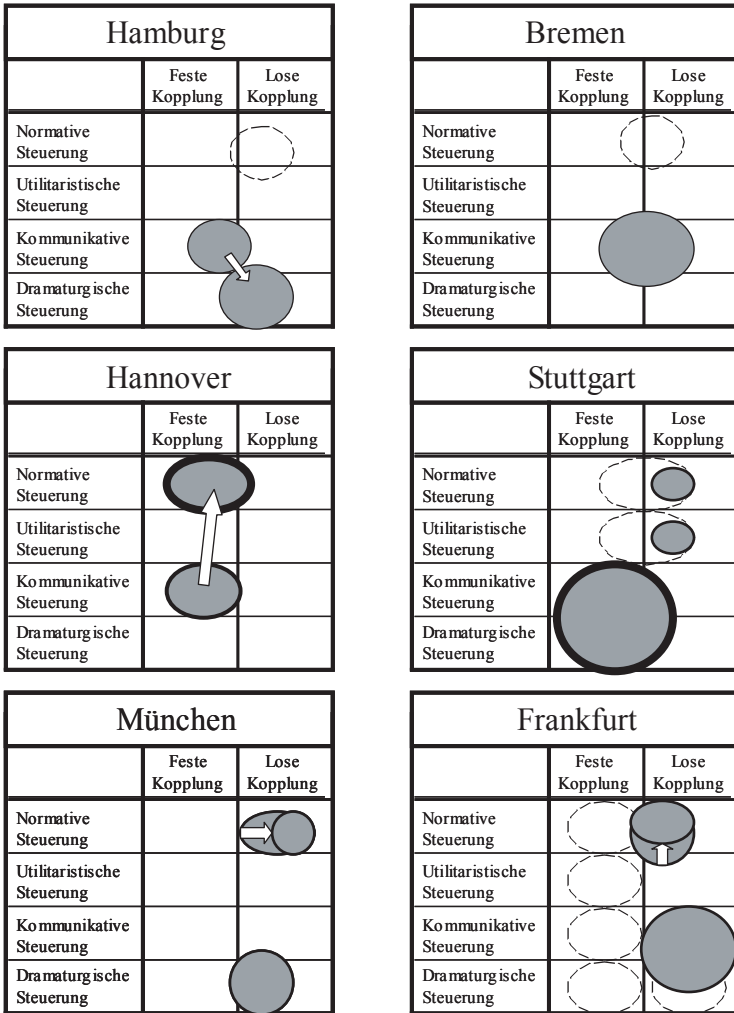 Hamburg
Feste
Kopplung
Lose
Kopplung
Normative
Steuerung
Utilitaristische
Steuerung
Kommunikative
Steuerung
Dramaturgische
Steuerung
Bremen
Feste
Kopplung
Lose
Kopplung
Normative
Steuerung
Utilitaristische
Steuerung
Kommunikative
Steuerung
Dramaturgische
Steuerung
Hannover
Feste
Kopplung
Lose
Kopplung
Normative
Steuerung
Utilitaristische
Steuerung
Kommunikative
Steuerung
Dramaturgische
Steuerung
Stuttgart
Feste
Kopplung
Lose
Kopplung
Normative
Steuerung
Utilitaristische
Steuerung
Kommunikative
Steuerung
Dramaturgische
Steuerung
München
Feste
Kopplung
Lose
Kopplung
Normative
Steuerung
Utilitaristische
Steuerung
Kommunikative
Steuerung
Dramaturgische
Steuerung
Frankfurt
Feste
Kopplung
Lose
Kopplung
Normative
Steuerung
Utilitaristische
Steuerung
Kommunikative
Steuerung
Dramaturgische
Steuerung